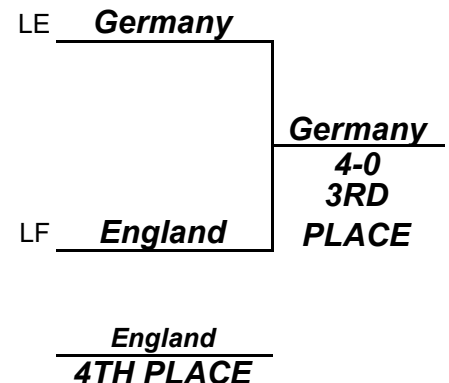 LE Germany
Germany
4-0
3RD
LF England PLACE
England
4TH PLACE